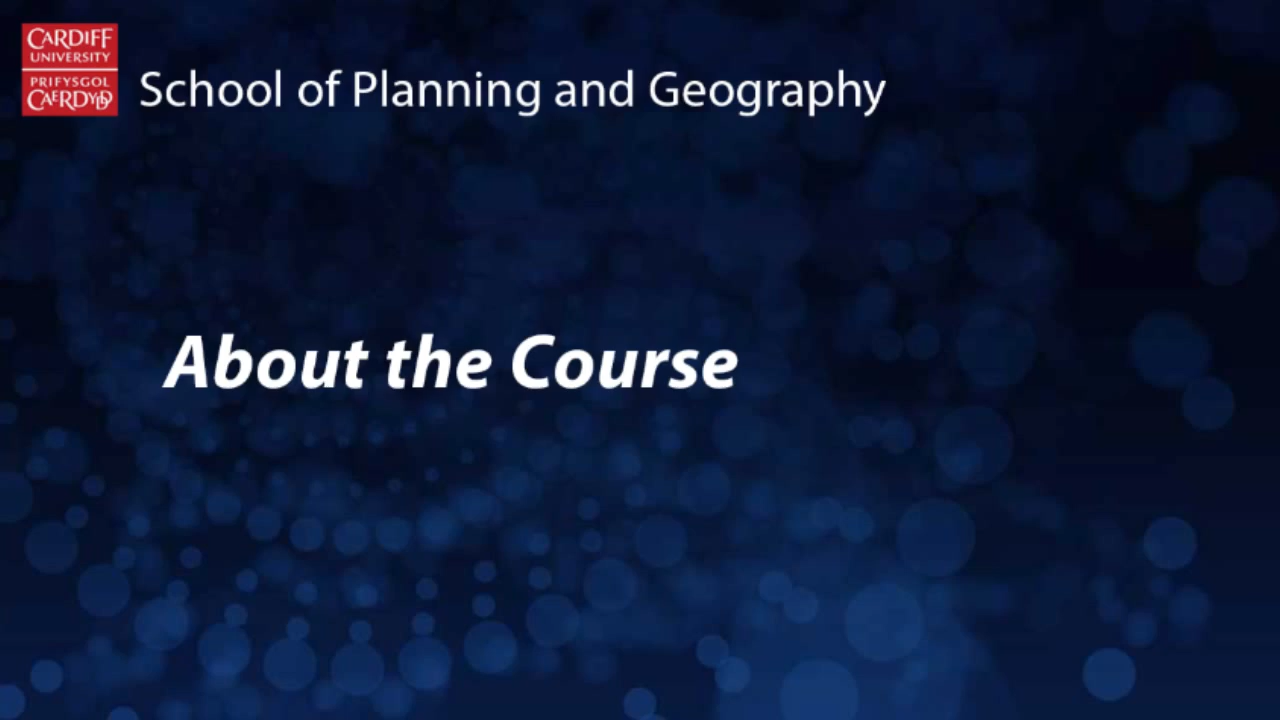 CARDIFF
UNIVERSITY
PRIFYSGOL
CAERDYDD
School of Planning and Geography
About the Course